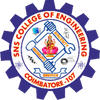 SNS COLLEGE OF ENGINEERING
COIMBATORE-107